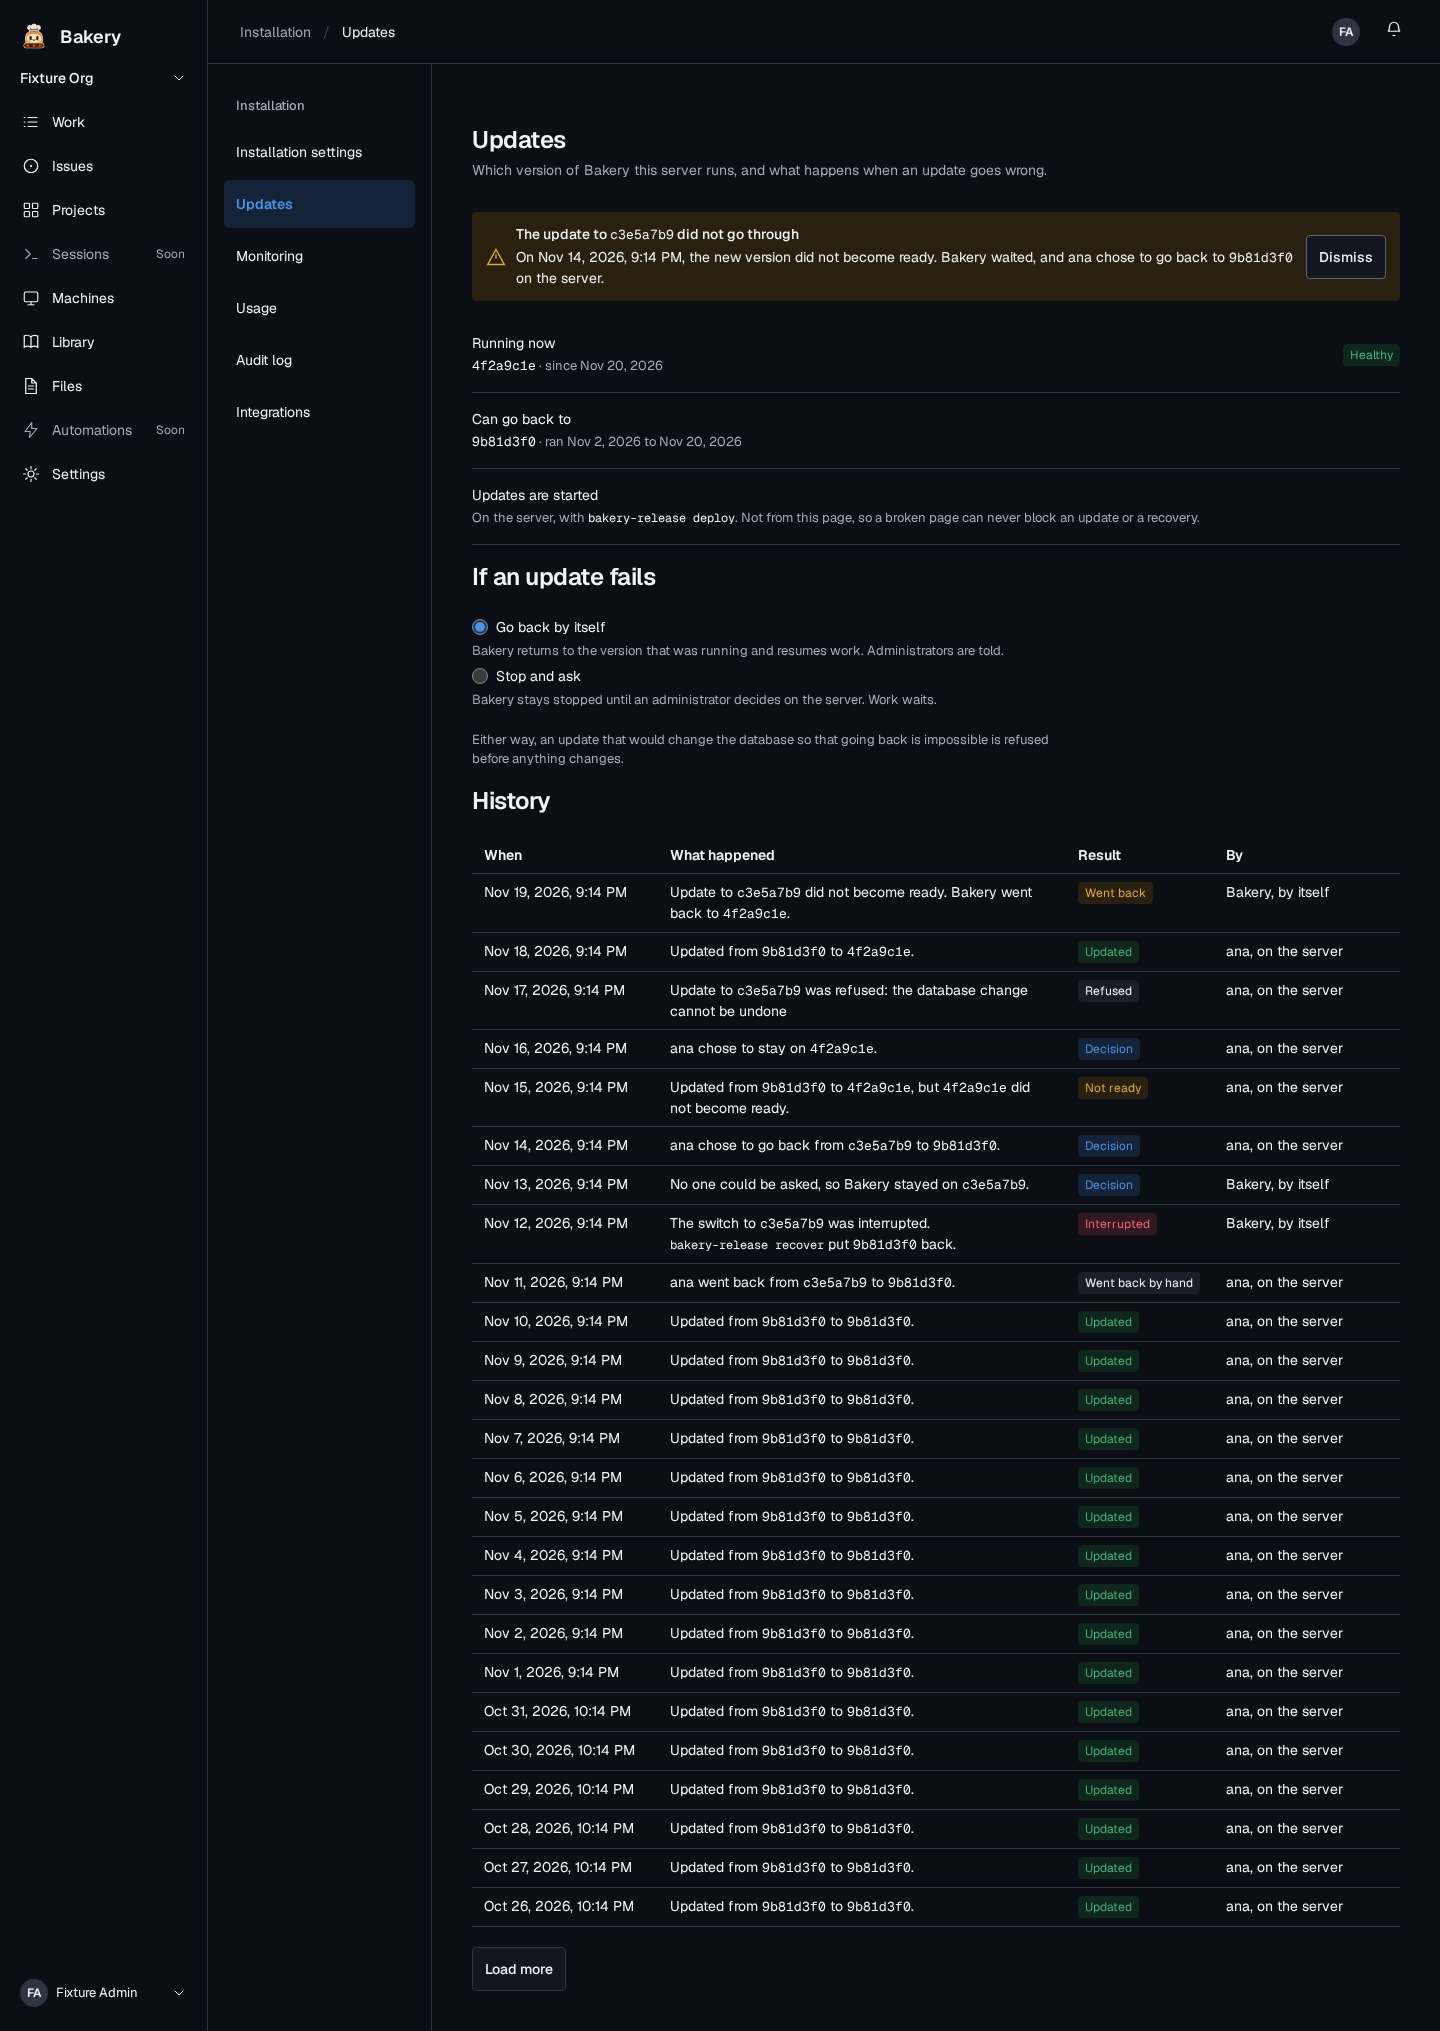 Bakery
Fixture Org
Work
Issues
Projects
Sessions Soon
Machines
Library
Files
Automations Soon
Settings
FA Fixture Admin
Installation / Updates
FA
Installation
Installation settings
Updates
Monitoring
Usage
Audit log
Integrations
Updates
Which version of Bakery this server runs, and what happens when an update goes wrong.
The update to c3e5a7b9 did not go through
On Nov 14, 2026, 9:14 PM, the new version did not become ready. Bakery waited, and ana chose to go back to 9b81d3f0
on the server.
Dismiss
Running now
4f2a9c1e · since Nov 20, 2026
Healthy
Can go back to
9b81d3f0 · ran Nov 2, 2026 to Nov 20, 2026
Updates are started
On the server, with bakery-release deploy. Not from this page, so a broken page can never block an update or a recovery.
If an update fails
Go back by itself
Bakery returns to the version that was running and resumes work. Administrators are told.
Stop and ask
Bakery stays stopped until an administrator decides on the server. Work waits.
Either way, an update that would change the database so that going back is impossible is refused
before anything changes.
History
When What happened Result By
Nov 19, 2026, 9:14 PM Update to c3e5a7b9 did not become ready. Bakery went Went back Bakery, by itself
back to 4f2a9c1e.
Nov 18, 2026, 9:14 PM Updated from 9b81d3f0 to 4f2a9c1e. Updated ana, on the server
Nov 17, 2026, 9:14 PM Update to c3e5a7b9 was refused: the database change Refused ana, on the server
cannot be undone
Nov 16, 2026, 9:14 PM ana chose to stay on 4f2a9c1e. Decision ana, on the server
Nov 15, 2026, 9:14 PM Updated from 9b81d3f0 to 4f2a9c1e, but 4f2a9c1e did Not ready ana, on the server
not become ready.
Nov 14, 2026, 9:14 PM ana chose to go back from c3e5a7b9 to 9b81d3f0. Decision ana, on the server
Nov 13, 2026, 9:14 PM No one could be asked, so Bakery stayed on c3e5a7b9. Decision Bakery, by itself
Nov 12, 2026, 9:14 PM The switch to c3e5a7b9 was interrupted. Interrupted Bakery, by itself
bakery-release recover put 9b81d3f0 back.
Nov 11, 2026, 9:14 PM ana went back from c3e5a7b9 to 9b81d3f0. Went back by hand ana, on the server
Nov 10, 2026, 9:14 PM Updated from 9b81d3f0 to 9b81d3f0. Updated ana, on the server
Nov 9, 2026, 9:14 PM Updated from 9b81d3f0 to 9b81d3f0. Updated ana, on the server
Nov 8, 2026, 9:14 PM Updated from 9b81d3f0 to 9b81d3f0. Updated ana, on the server
Nov 7, 2026, 9:14 PM Updated from 9b81d3f0 to 9b81d3f0. Updated ana, on the server
Nov 6, 2026, 9:14 PM Updated from 9b81d3f0 to 9b81d3f0. Updated ana, on the server
Nov 5, 2026, 9:14 PM Updated from 9b81d3f0 to 9b81d3f0. Updated ana, on the server
Nov 4, 2026, 9:14 PM Updated from 9b81d3f0 to 9b81d3f0. Updated ana, on the server
Nov 3, 2026, 9:14 PM Updated from 9b81d3f0 to 9b81d3f0. Updated ana, on the server
Nov 2, 2026, 9:14 PM Updated from 9b81d3f0 to 9b81d3f0. Updated ana, on the server
Nov 1, 2026, 9:14 PM Updated from 9b81d3f0 to 9b81d3f0. Updated ana, on the server
Oct 31, 2026, 10:14 PM Updated from 9b81d3f0 to 9b81d3f0. Updated ana, on the server
Oct 30, 2026, 10:14 PM Updated from 9b81d3f0 to 9b81d3f0. Updated ana, on the server
Oct 29, 2026, 10:14 PM Updated from 9b81d3f0 to 9b81d3f0. Updated ana, on the server
Oct 28, 2026, 10:14 PM Updated from 9b81d3f0 to 9b81d3f0. Updated ana, on the server
Oct 27, 2026, 10:14 PM Updated from 9b81d3f0 to 9b81d3f0. Updated ana, on the server
Oct 26, 2026, 10:14 PM Updated from 9b81d3f0 to 9b81d3f0. Updated ana, on the server
Load more